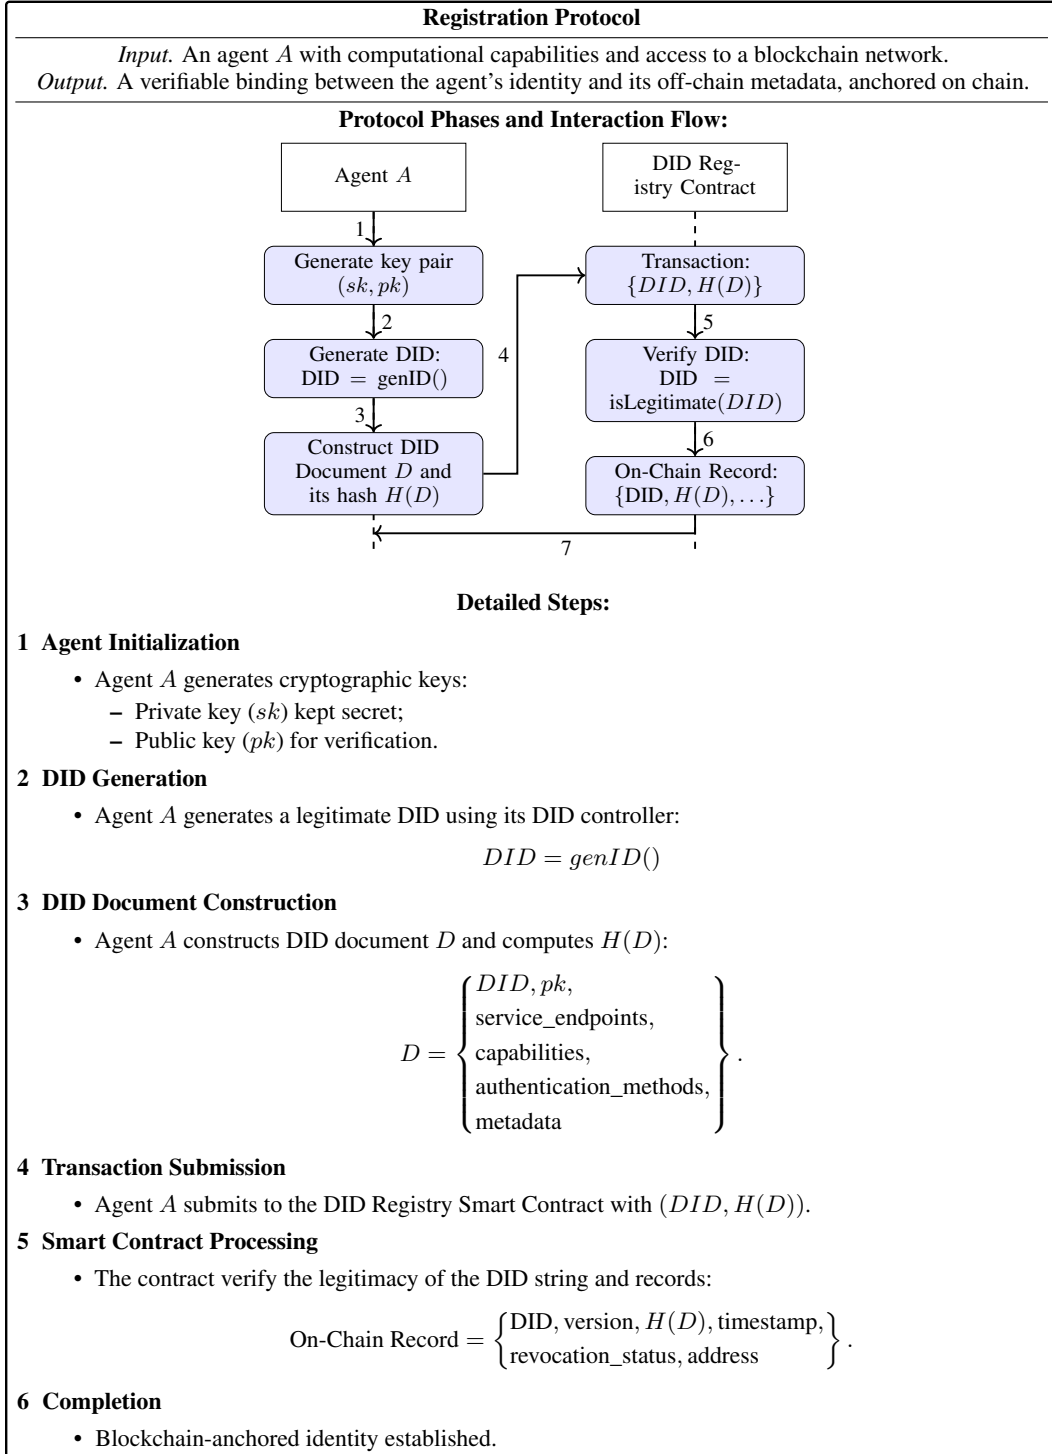 Registration Protocol
Input. An agent A with computational capabilities and access to a blockchain network.
Output. A verifiable binding between the agent's identity and its off-chain metadata, anchored on chain.
Protocol Phases and Interaction Flow:
Agent A
DID Reg-
istry Contract
1
Generate key pair
(sk, pk)
2
Generate DID:
DID = genID()
3
Construct DID
Document D and
its hash H(D)
4
Transaction:
{DID, H(D)}
5
Verify DID:
DID =
isLegitimate(DID)
6
On-Chain Record:
{DID, H(D), ...}
7
Detailed Steps:
1 Agent Initialization
• Agent A generates cryptographic keys:
– Private key (sk) kept secret;
– Public key (pk) for verification.
2 DID Generation
• Agent A generates a legitimate DID using its DID controller:
DID = genID()
3 DID Document Construction
• Agent A constructs DID document D and computes H(D):
D = { DID, pk,
service_endpoints,
capabilities,
authentication_methods,
metadata } .
4 Transaction Submission
• Agent A submits to the DID Registry Smart Contract with (DID, H(D)).
5 Smart Contract Processing
• The contract verify the legitimacy of the DID string and records:
On-Chain Record = { DID, version, H(D), timestamp,
revocation_status, address } .
6 Completion
• Blockchain-anchored identity established.